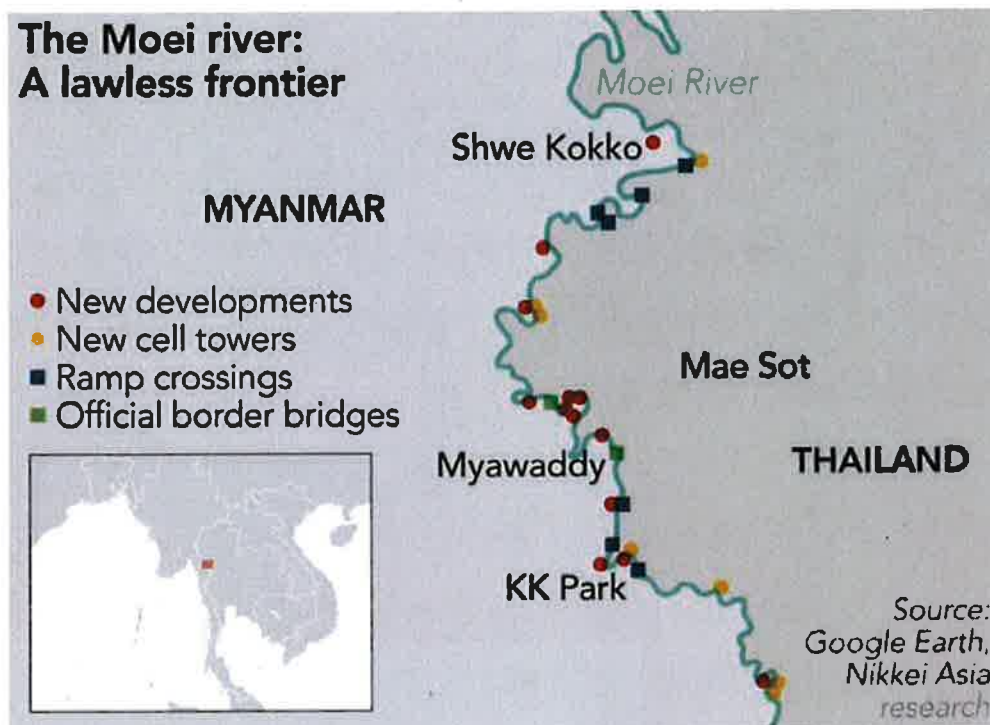 The Moei river:
A lawless frontier
Moei River
Shwe Kokko
MYANMAR
New developments
New cell towers
Ramp crossings
Official border bridges
Mae Sot
THAILAND
Myawaddy
KK Park
Source:
Google Earth,
Nikkei Asia
research